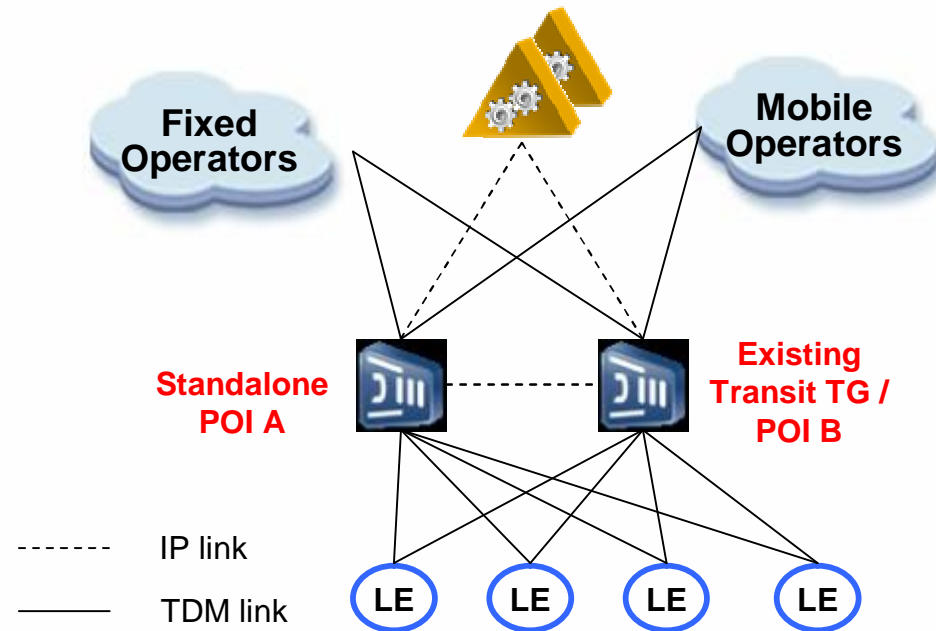 Fixed
Operators
Mobile
Operators
Standalone
POI A
Existing
Transit TG /
POI B
IP link
TDM link
LE
LE
LE
LE